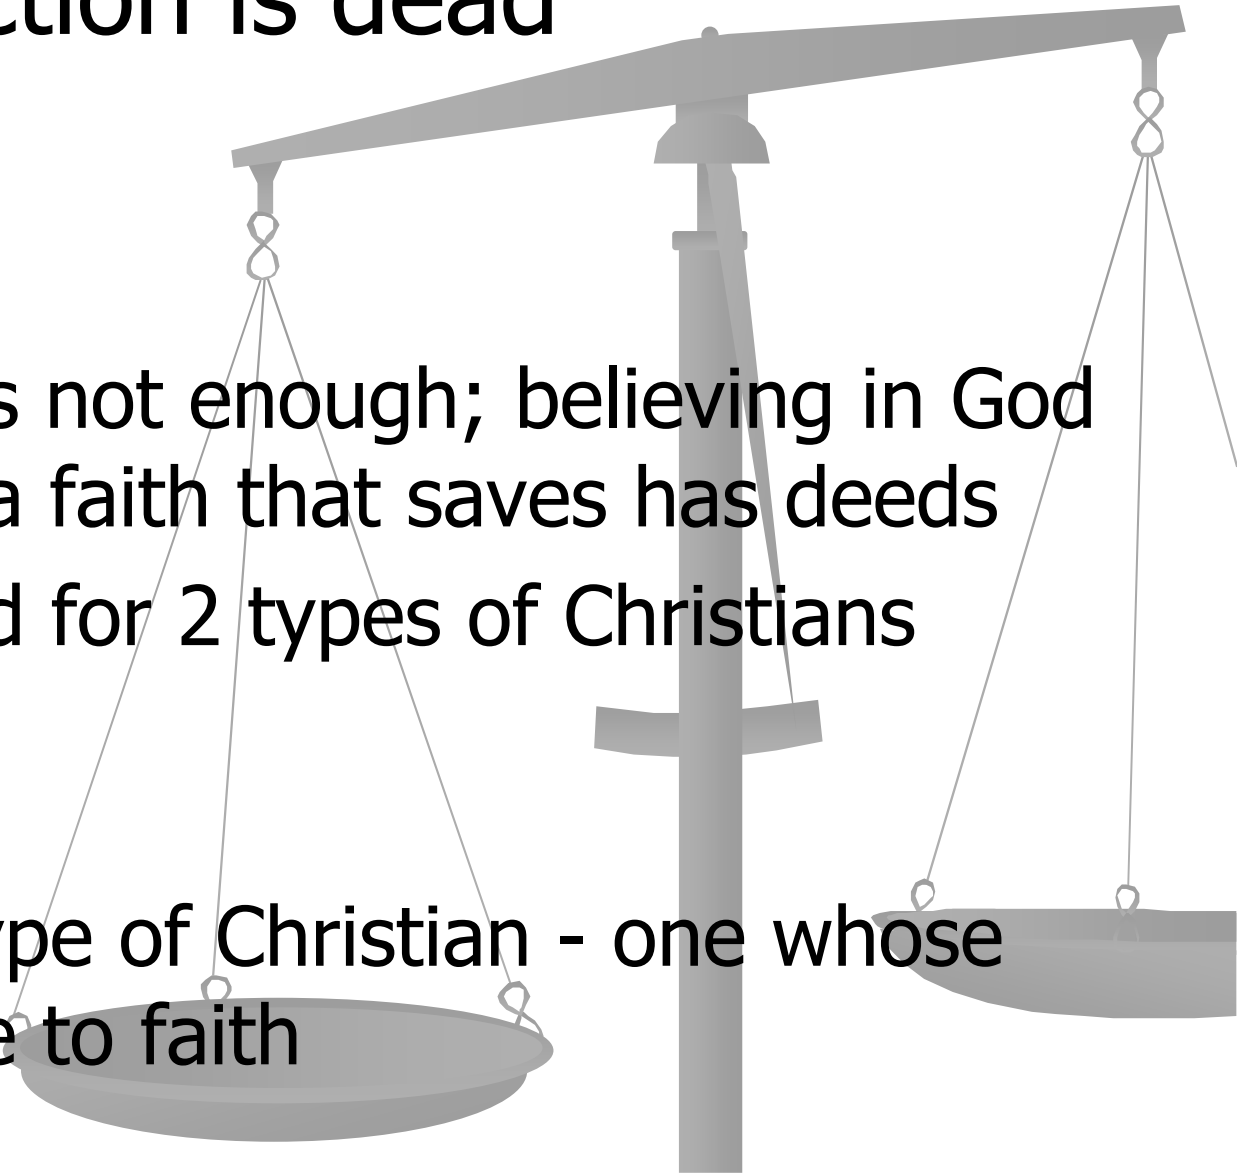 ction is dead
s not enough; believing in God
a faith that saves has deeds
d for 2 types of Christians
ype of Christian - one whose
e to faith